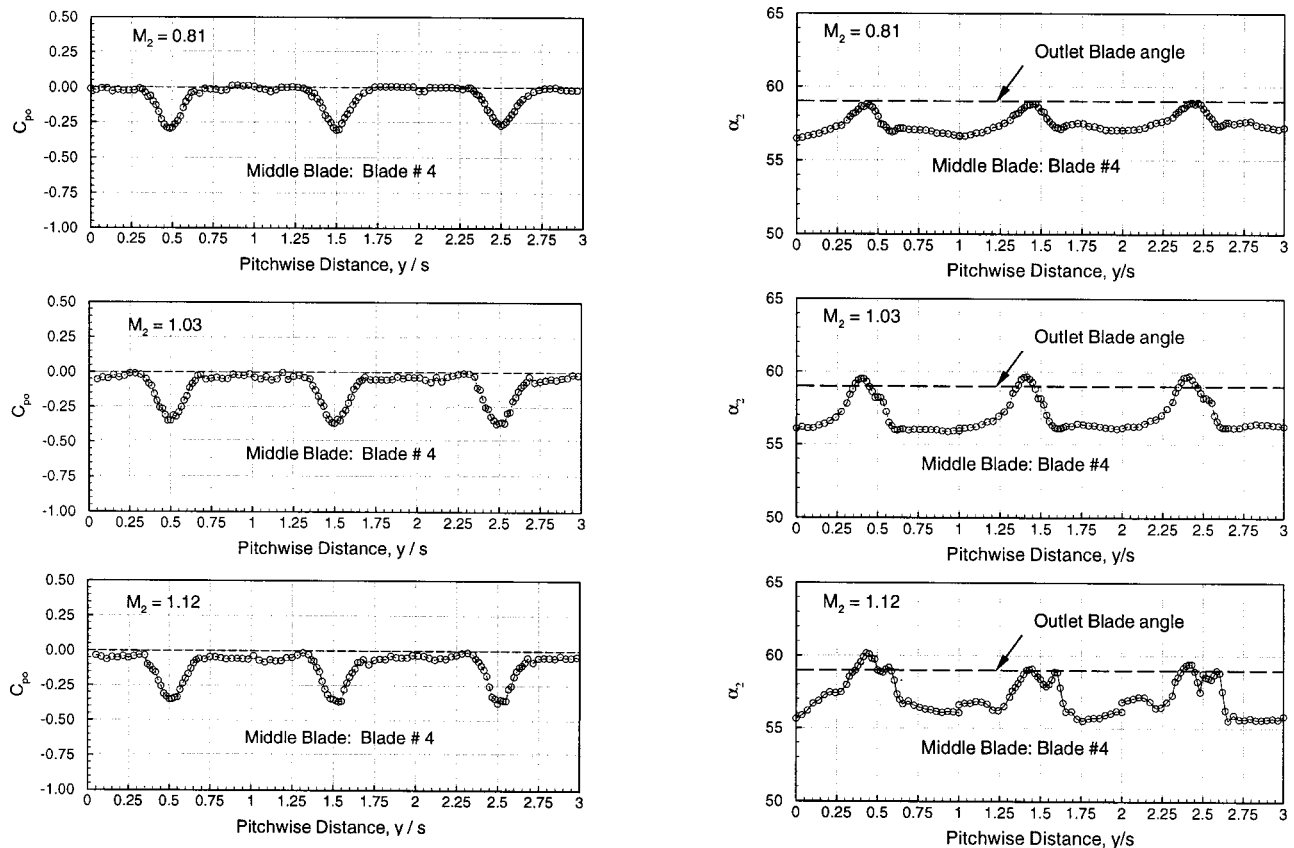 0.50
M2 = 0.81
0.25
0.00
-0.25
-0.50
-0.75
-1.00
Cpo
Middle Blade: Blade # 4
0 0.25 0.5 0.75 1 1.25 1.5 1.75 2 2.25 2.5 2.75 3
Pitchwise Distance, y / s
65
M2 = 0.81
Outlet Blade angle
60
55
50
α2
Middle Blade: Blade #4
0 0.25 0.5 0.75 1 1.25 1.5 1.75 2 2.25 2.5 2.75 3
Pitchwise Distance, y/s
0.50
M2 = 1.03
0.25
0.00
-0.25
-0.50
-0.75
-1.00
Cpo
Middle Blade: Blade # 4
0 0.25 0.5 0.75 1 1.25 1.5 1.75 2 2.25 2.5 2.75 3
Pitchwise Distance, y / s
65
M2 = 1.03
Outlet Blade angle
60
55
50
α2
Middle Blade: Blade #4
0 0.25 0.5 0.75 1 1.25 1.5 1.75 2 2.25 2.5 2.75 3
Pitchwise Distance, y/s
0.50
M2 = 1.12
0.25
0.00
-0.25
-0.50
-0.75
-1.00
Cpo
Middle Blade: Blade # 4
0 0.25 0.5 0.75 1 1.25 1.5 1.75 2 2.25 2.5 2.75 3
Pitchwise Distance, y / s
65
M2 = 1.12
Outlet Blade angle
60
55
50
α2
Middle Blade: Blade #4
0 0.25 0.5 0.75 1 1.25 1.5 1.75 2 2.25 2.5 2.75 3
Pitchwise Distance, y/s